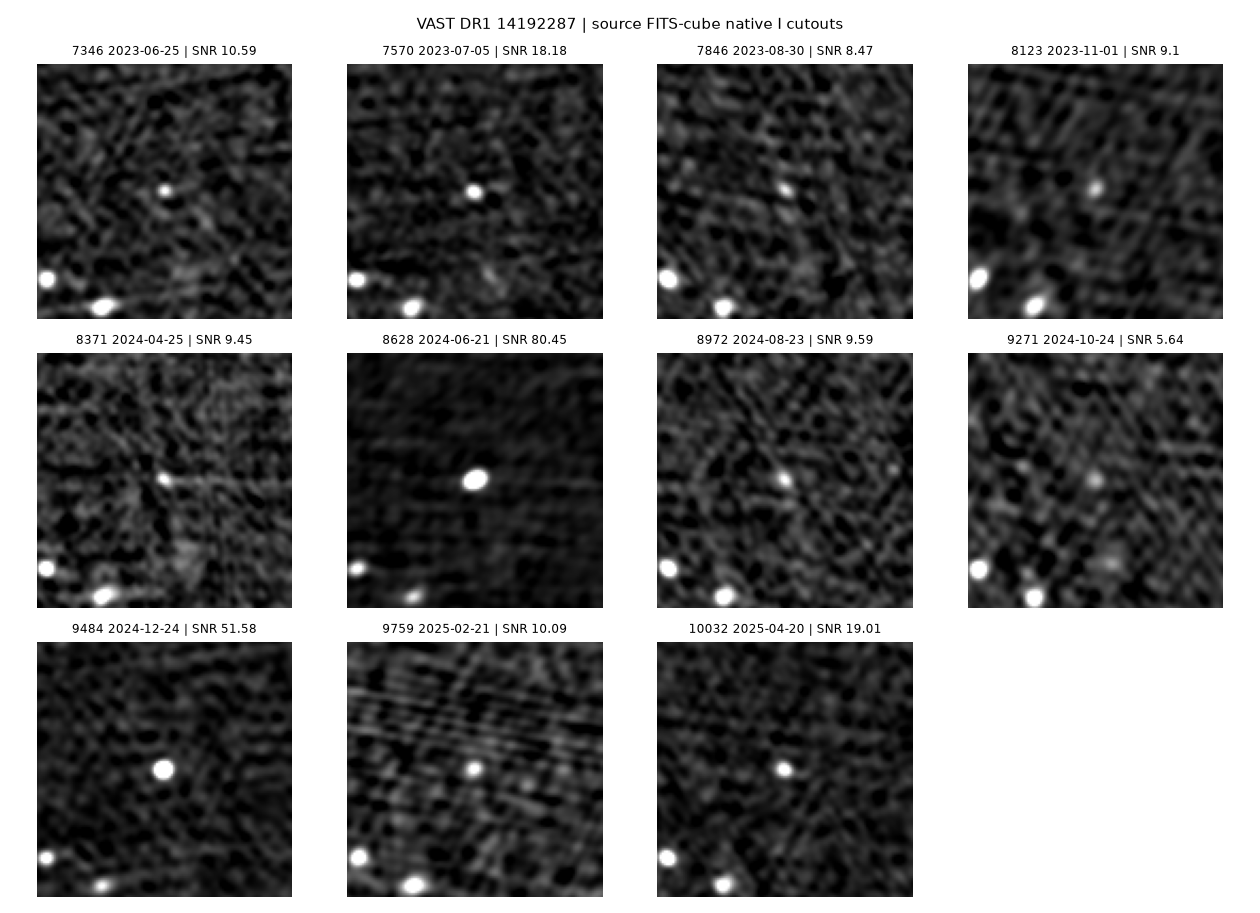 VAST DR1 14192287 | source FITS-cube native I cutouts
7346 2023-06-25 | SNR 10.59
7570 2023-07-05 | SNR 18.18
7846 2023-08-30 | SNR 8.47
8123 2023-11-01 | SNR 9.1
8371 2024-04-25 | SNR 9.45
8628 2024-06-21 | SNR 80.45
8972 2024-08-23 | SNR 9.59
9271 2024-10-24 | SNR 5.64
9484 2024-12-24 | SNR 51.58
9759 2025-02-21 | SNR 10.09
10032 2025-04-20 | SNR 19.01